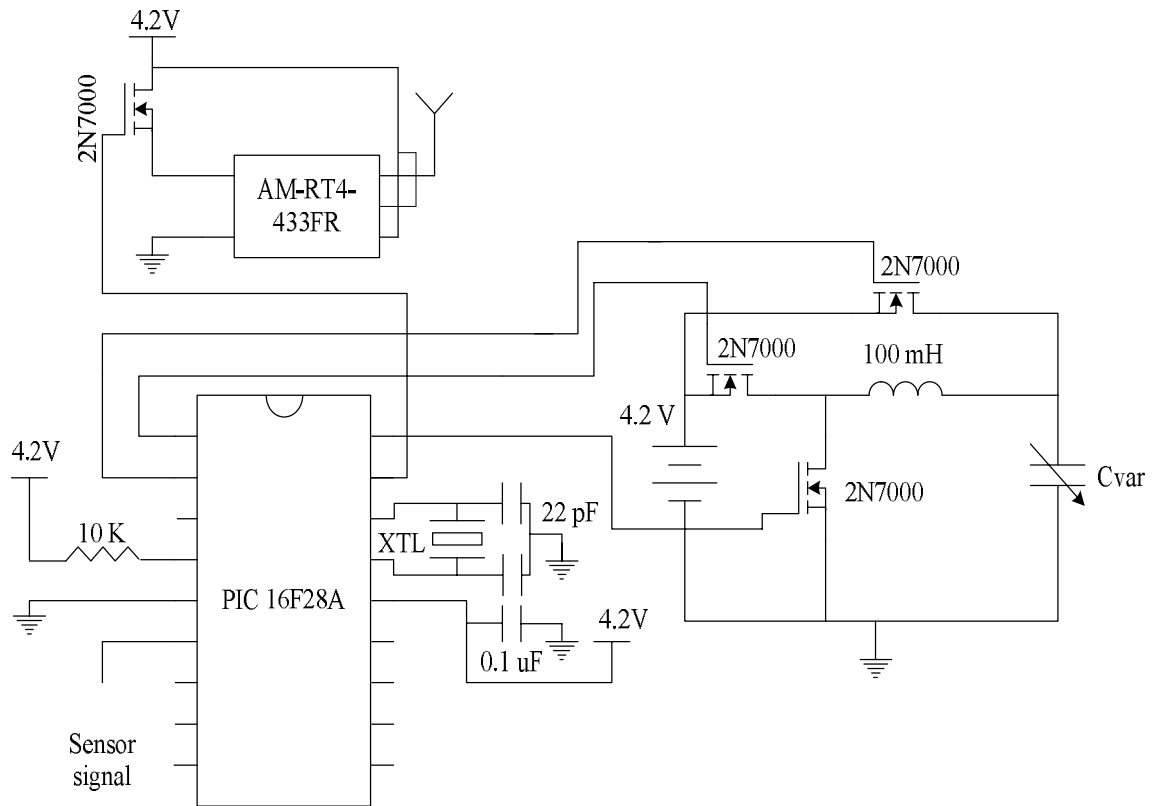 4.2V
2N7000
AM-RT4-
433FR
2N7000
2N7000
100 mH
4.2 V
4.2V
2N7000
Cvar
10 K
XTL
22 pF
PIC 16F28A
4.2V
0.1 uF
Sensor
signal